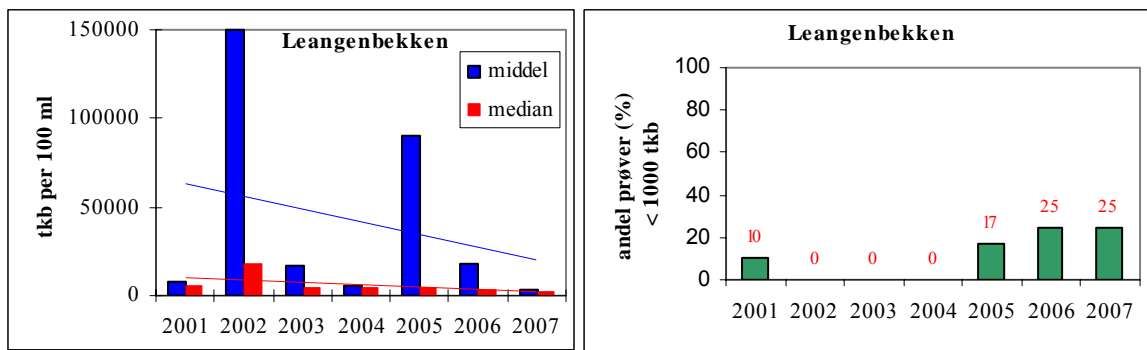 Leangenbekken
tkb per 100 ml
150000
100000
50000
0
middel
median
2001 2002 2003 2004 2005 2006 2007
Leangenbekken
andel prøver (%)
< 1000 tkb
100
80
60
40
20
0
10 0 0 0 17 25 25
2001 2002 2003 2004 2005 2006 2007